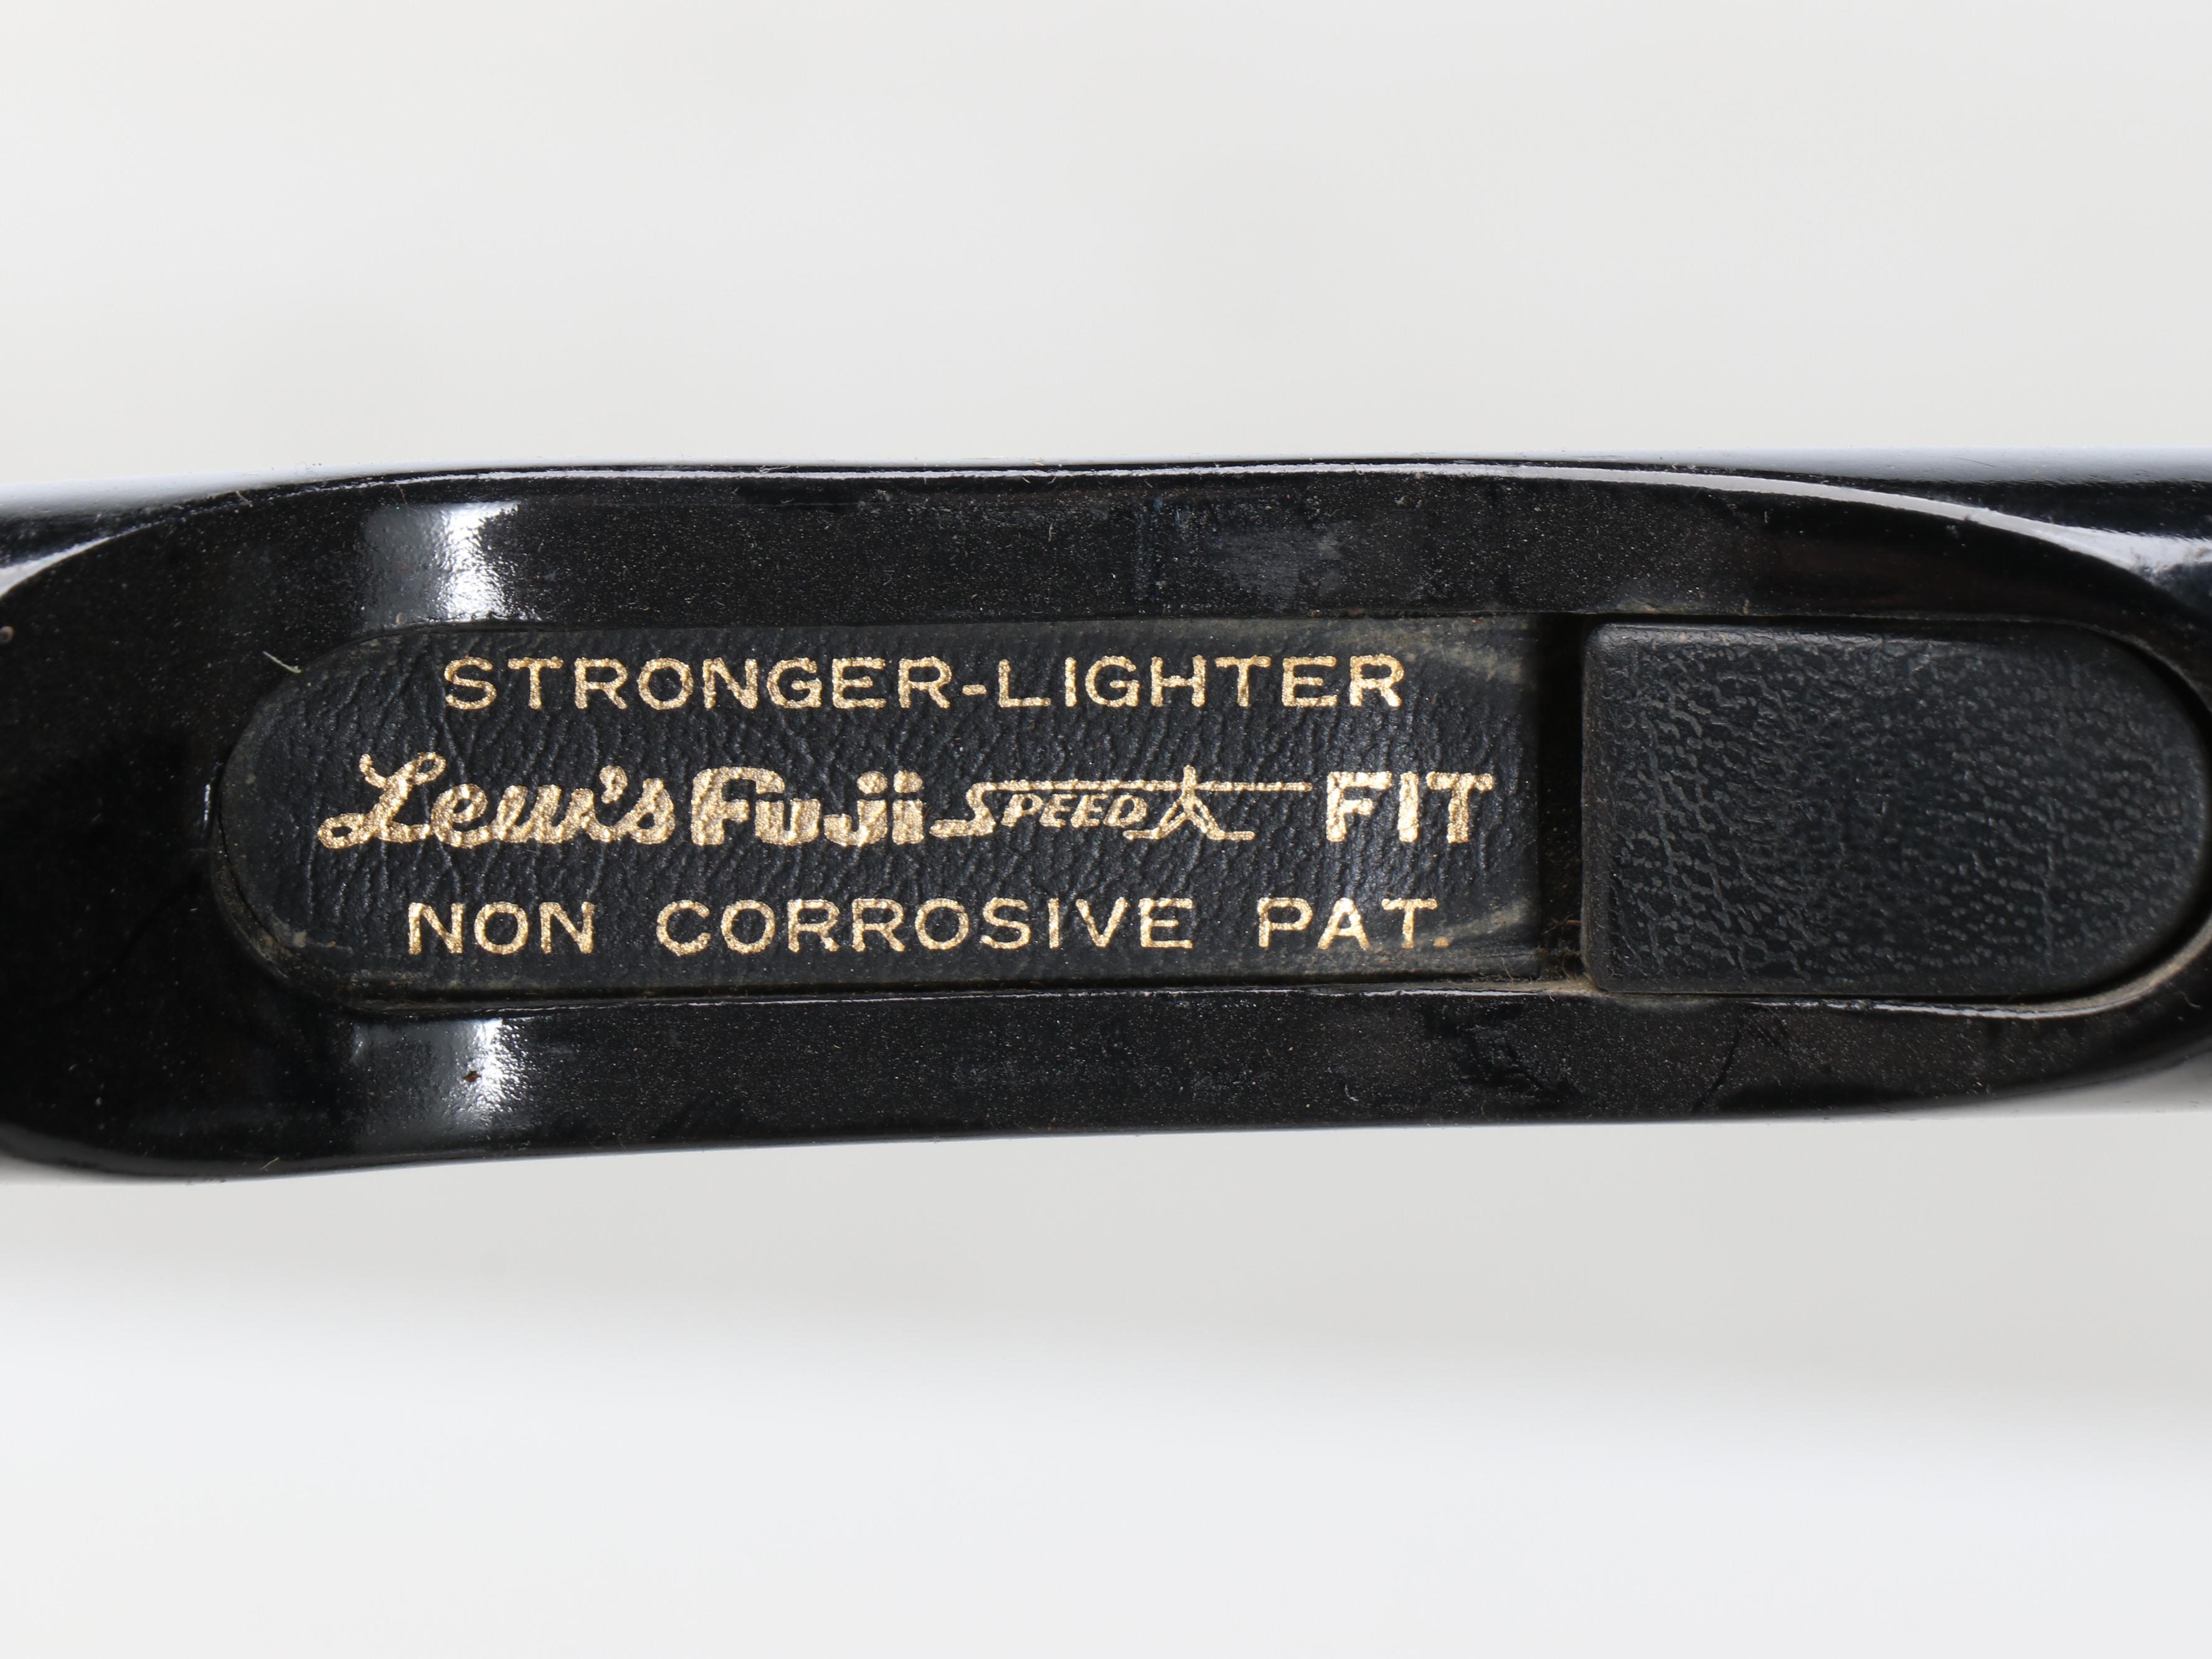 STRONGER-LIGHTER
Lew's Fuji SPEED FIT
NON CORROSIVE PAT.